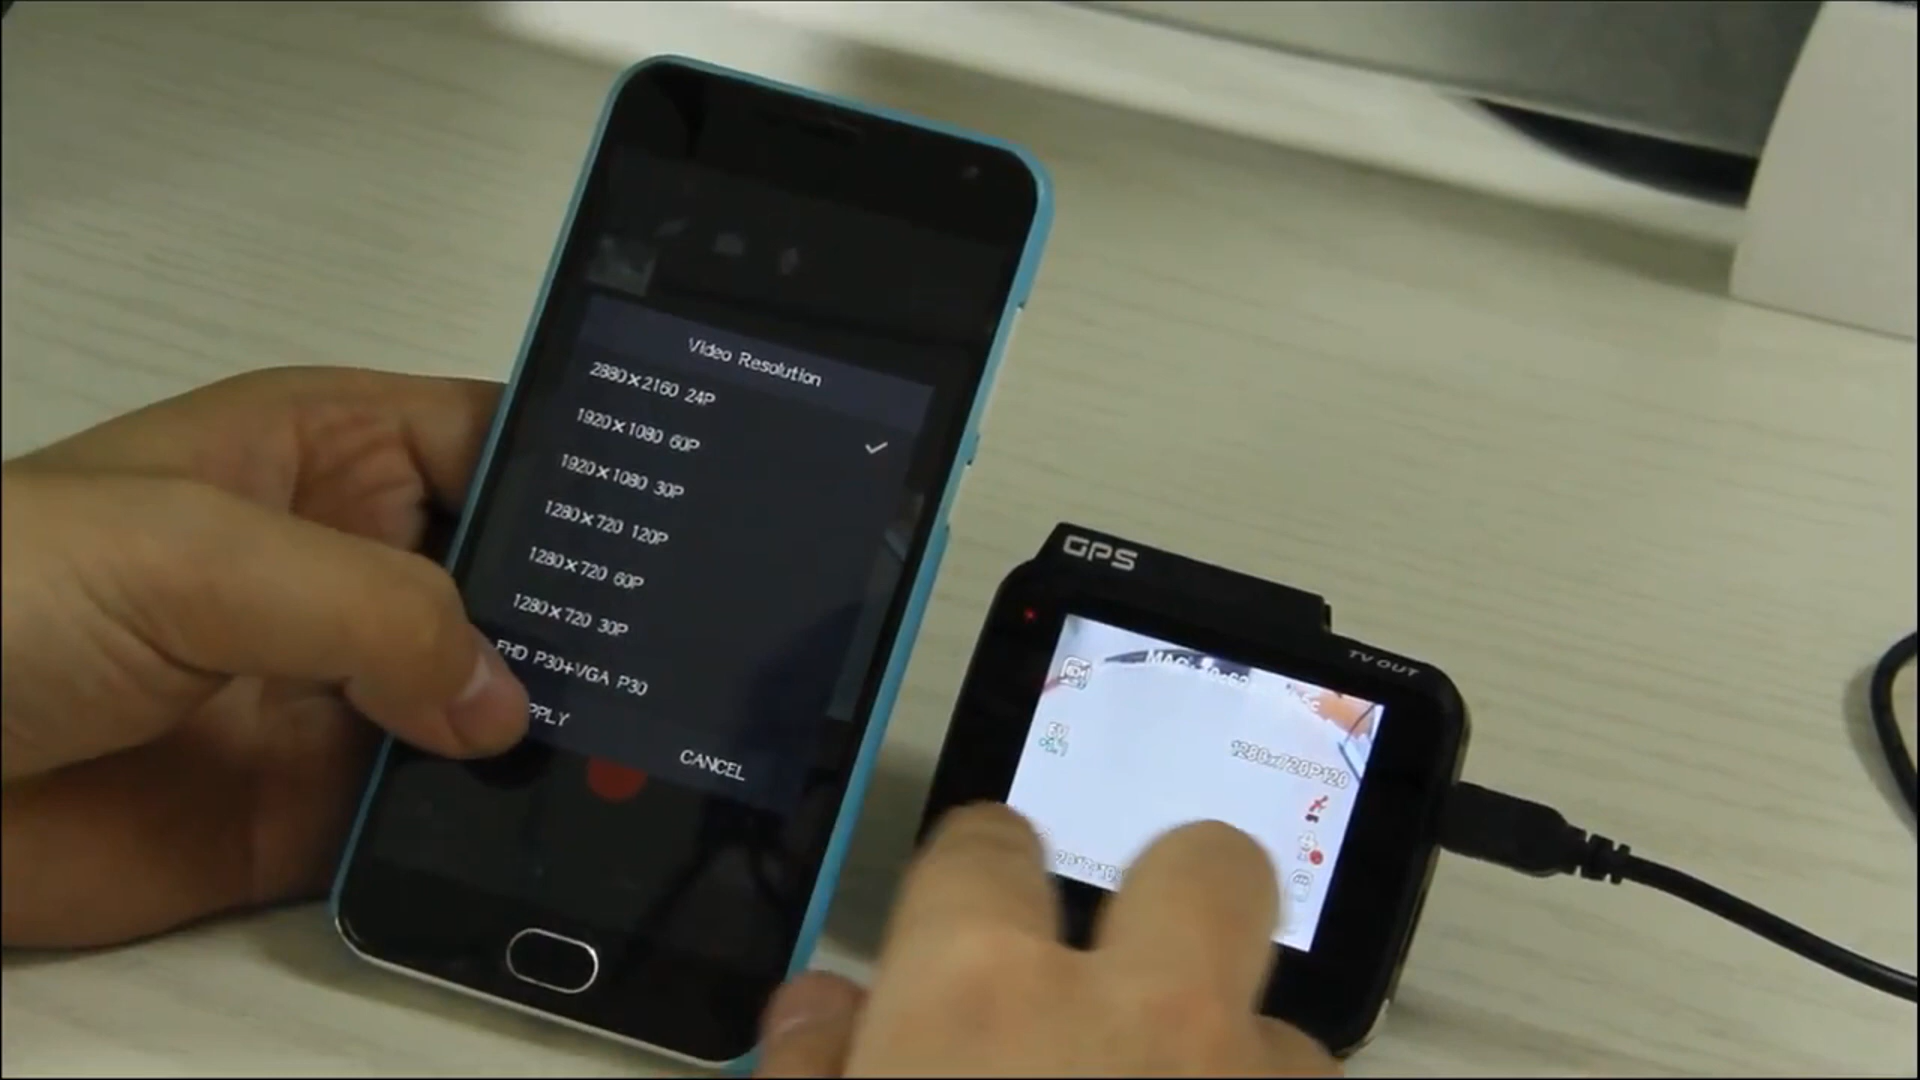 Video Resolution
2880×2160 24P
1920×1080 60P
1920×1080 30P
1280×720 120P
1280×720 60P
1280×720 30P
FHD P30+VGA P30
CANCEL
GPS
TV OUT
EV
1280x720P120